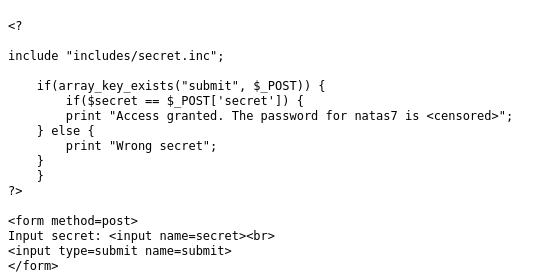 <?
include "includes/secret.inc";
if(array_key_exists("submit", $_POST)) {
if($secret == $_POST['secret']) {
print "Access granted. The password for natas7 is <censored>";
} else {
print "Wrong secret";
}
}
?>
<form method=post>
Input secret: <input name=secret><br>
<input type=submit name=submit>
</form>